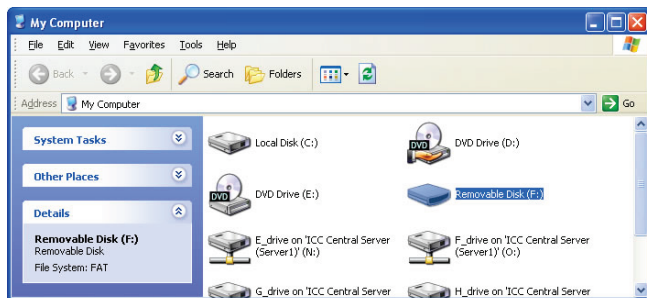 My Computer
File Edit View Favorites Tools Help
Back Search Folders
Address My Computer Go
System Tasks
Other Places
Details
Removable Disk (F:)
Removable Disk
File System: FAT
Local Disk (C:)
DVD Drive (D:)
DVD
DVD Drive (E:)
DVD
Removable Disk (F:)
E_drive on 'ICC Central Server
(Server1)' (N:)
F_drive on 'ICC Central Server
(Server1)' (O:)
G_drive on 'ICC Central Server
H_drive on 'ICC Central Server